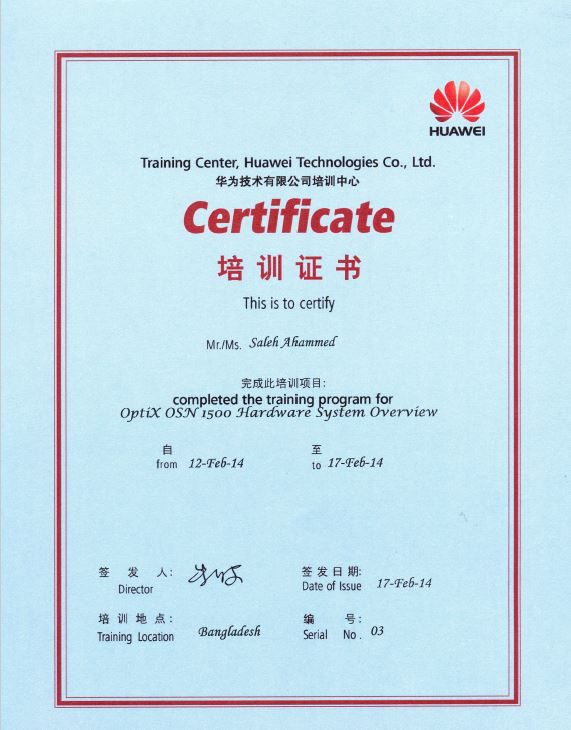 HUAWEI
Training Center, Huawei Technologies Co., Ltd.
华为技术有限公司培训中心
Certificate
培训证书
This is to certify
Mr./Ms. Saleh Ahammed
完成此培训项目:
completed the training program for
OptiX OSN 1500 Hardware System Overview
自 至
from 12-Feb-14 to 17-Feb-14
签 发 人: 签发日期:
Director Date of Issue 17-Feb-14
培训地点: 编 号:
Training Location Bangladesh Serial No. 03